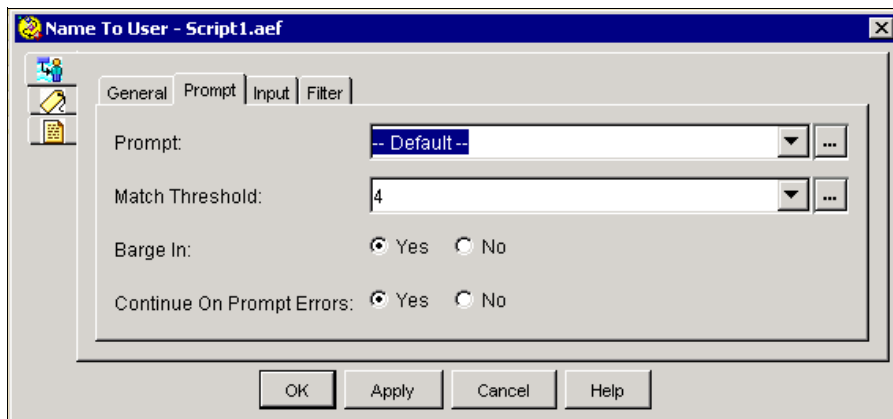 Name To User - Script1.aef
General Prompt Input Filter
Prompt: -- Default -- ...
Match Threshold: 4 ...
Barge In: Yes No
Continue On Prompt Errors: Yes No
OK Apply Cancel Help